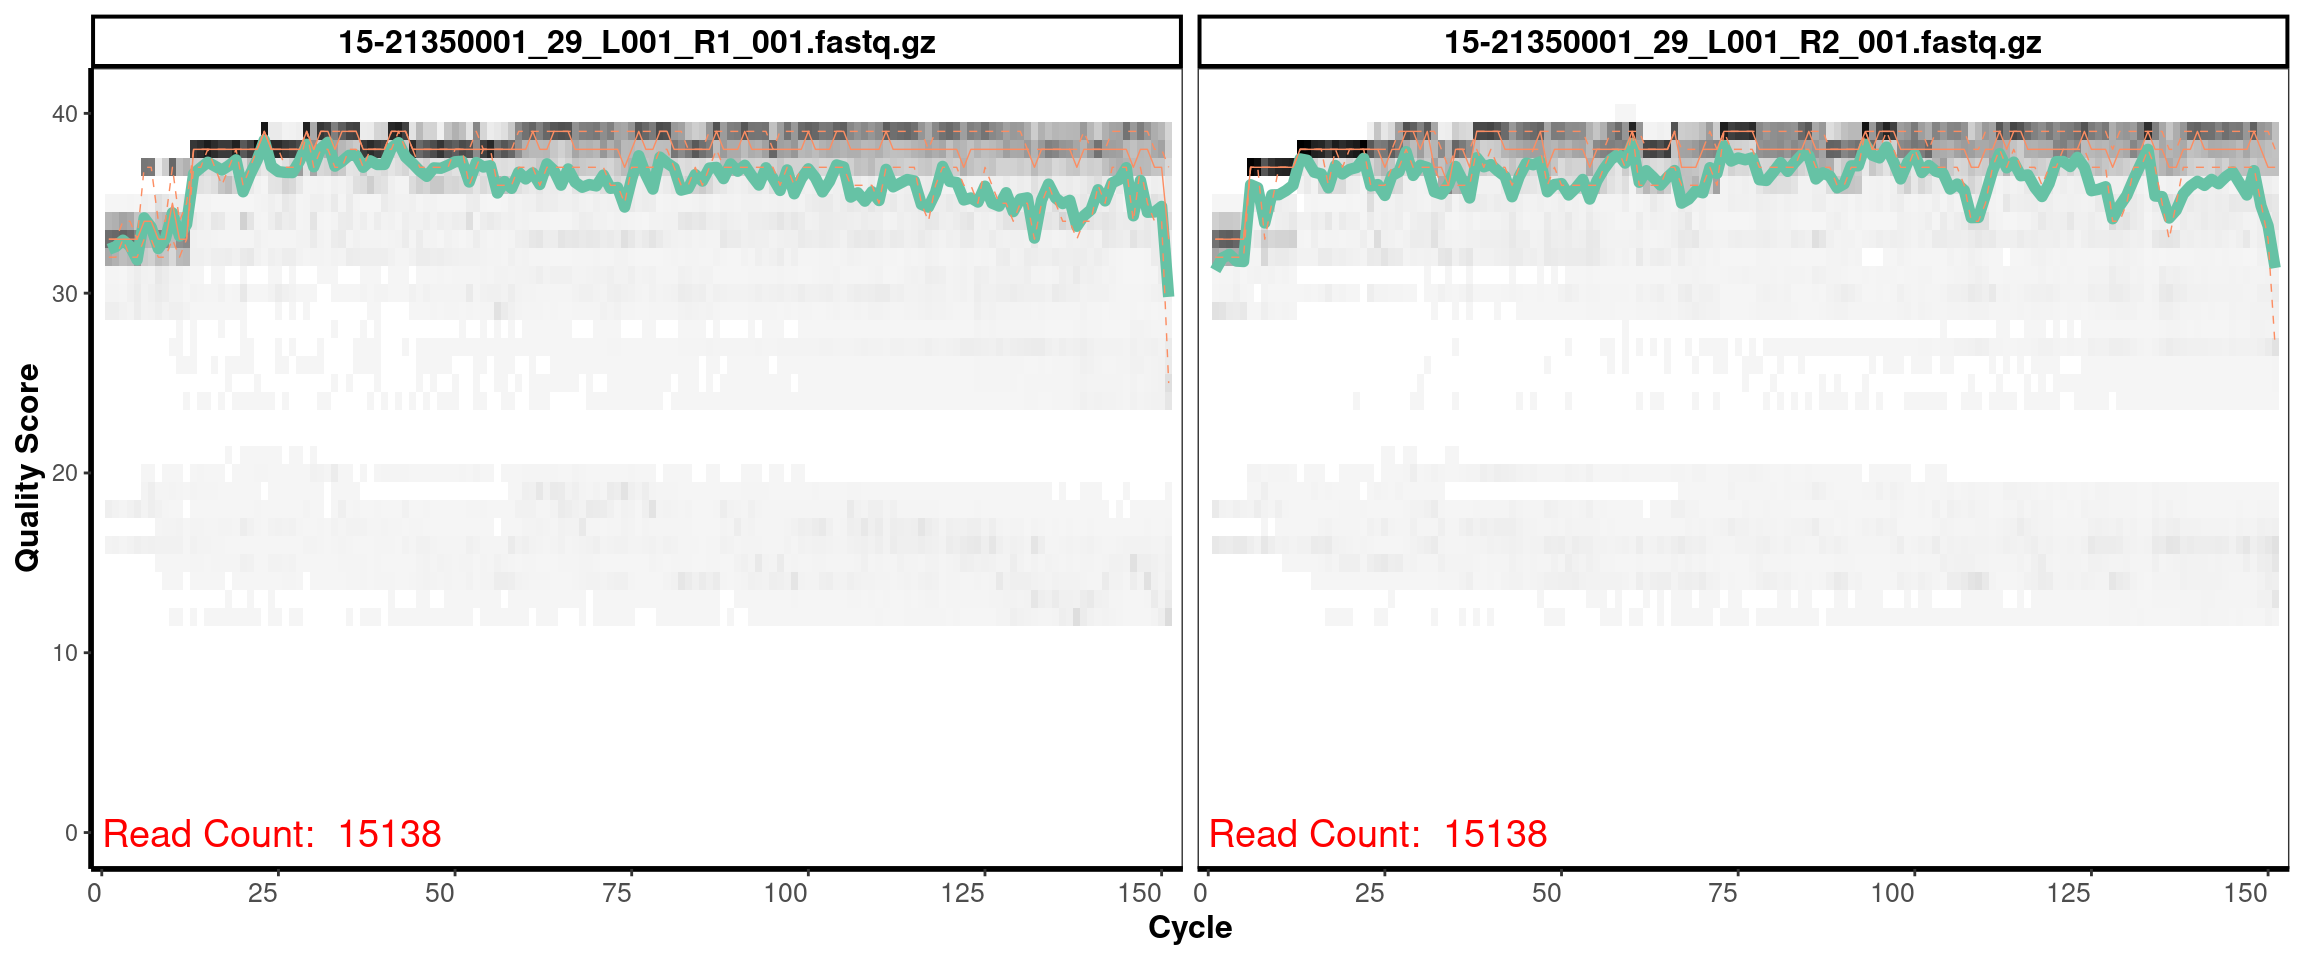 15-21350001_29_L001_R1_001.fastq.gz
15-21350001_29_L001_R2_001.fastq.gz
Quality Score
40
30
20
10
0
Read Count:  15138
Read Count:  15138
0 25 50 75 100 125 150
0 25 50 75 100 125 150
Cycle